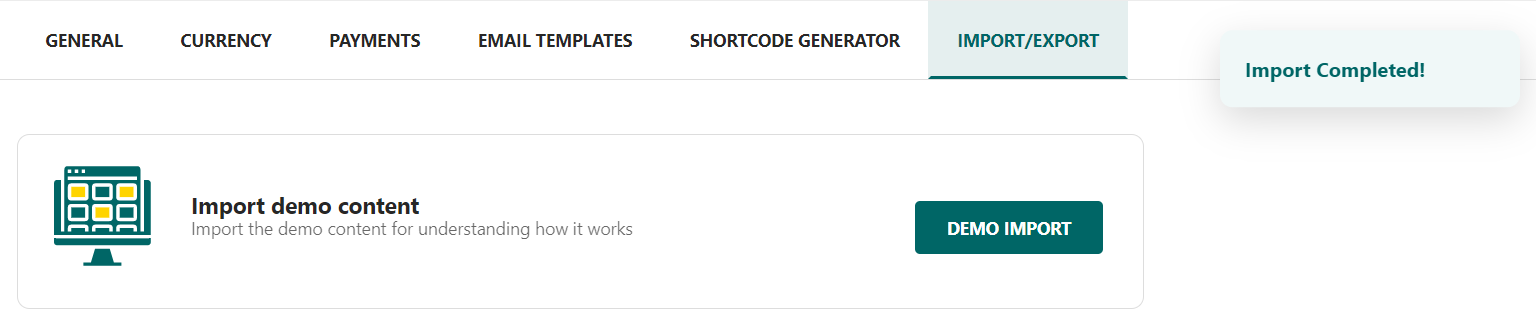 GENERAL CURRENCY PAYMENTS EMAIL TEMPLATES SHORTCODE GENERATOR IMPORT/EXPORT
Import Completed!
Import demo content
Import the demo content for understanding how it works
DEMO IMPORT